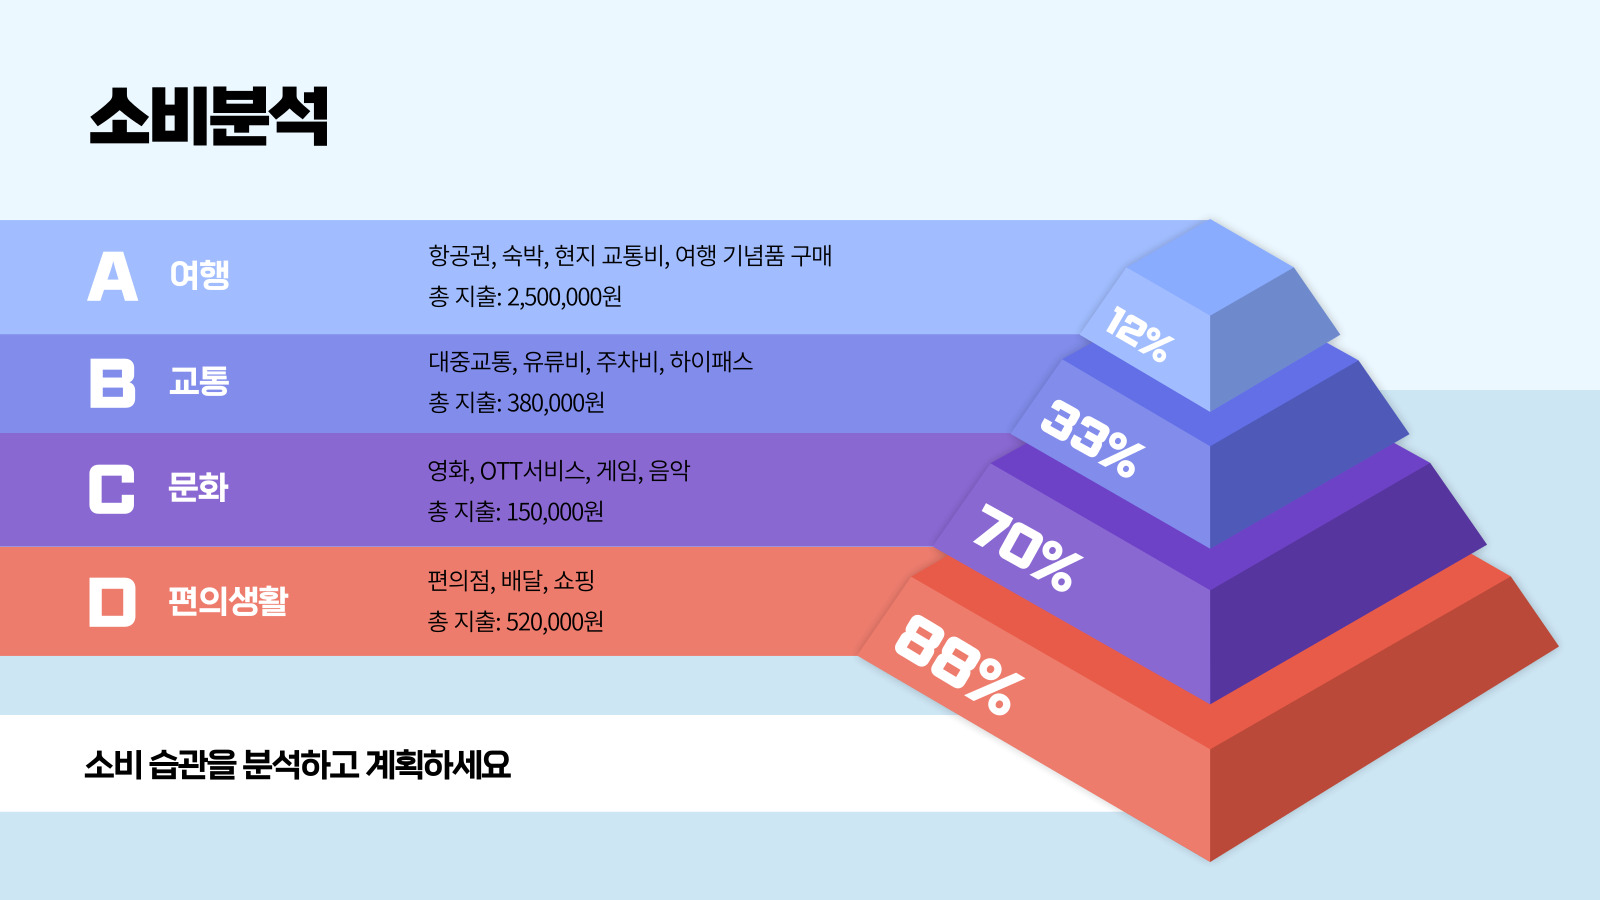 소비분석
A 여행
항공권, 숙박, 현지 교통비, 여행 기념품 구매
총 지출: 2,500,000원
12%
B 교통
대중교통, 유류비, 주차비, 하이패스
총 지출: 380,000원
33%
C 문화
영화, OTT서비스, 게임, 음악
총 지출: 150,000원
70%
D 편의생활
편의점, 배달, 쇼핑
총 지출: 520,000원
88%
소비 습관을 분석하고 계획하세요